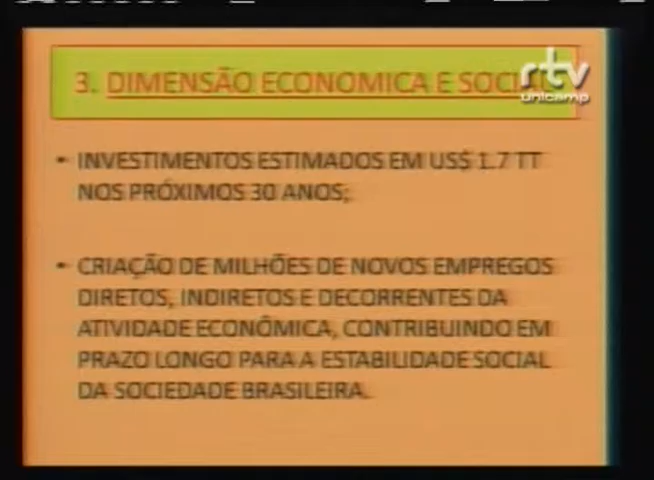 3. DIMENSÃO ECONOMICA E SOCIAL
rtv
unicamp
• INVESTIMENTOS ESTIMADOS EM US$ 1.7 TT
NOS PRÓXIMOS 30 ANOS;
• CRIAÇÃO DE MILHÕES DE NOVOS EMPREGOS
DIRETOS, INDIRETOS E DECORRENTES DA
ATIVIDADE ECONÔMICA, CONTRIBUINDO EM
PRAZO LONGO PARA A ESTABILIDADE SOCIAL
DA SOCIEDADE BRASILEIRA.